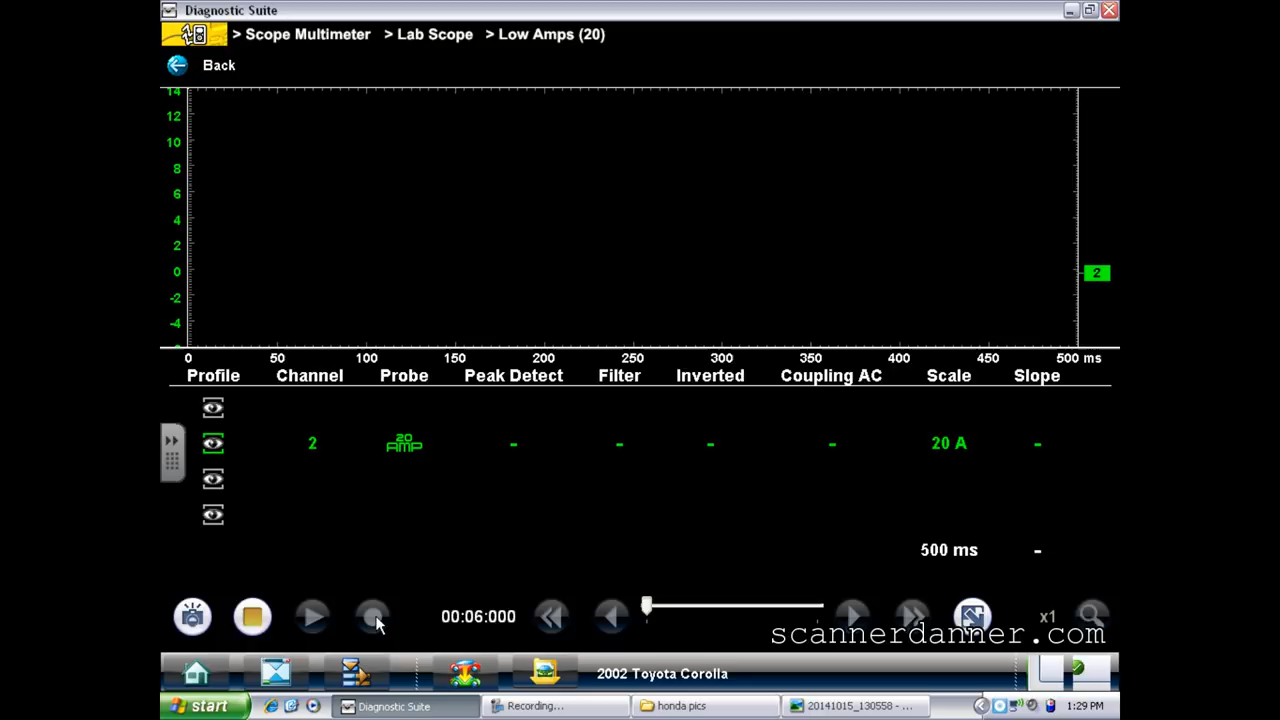 Diagnostic Suite
> Scope Multimeter > Lab Scope > Low Amps (20)
Back
14
12
10
8
6
4
2
0
-2
-4
2
0 50 100 150 200 250 300 350 400 450 500 ms
Profile Channel Probe Peak Detect Filter Inverted Coupling AC Scale Slope
2 20 AMP - - - - 20 A -
500 ms -
00:06:000 x1
scannerdanner.com
2002 Toyota Corolla
start Diagnostic Suite Recording... honda pics 20141015_130558 - ... 1:29 PM